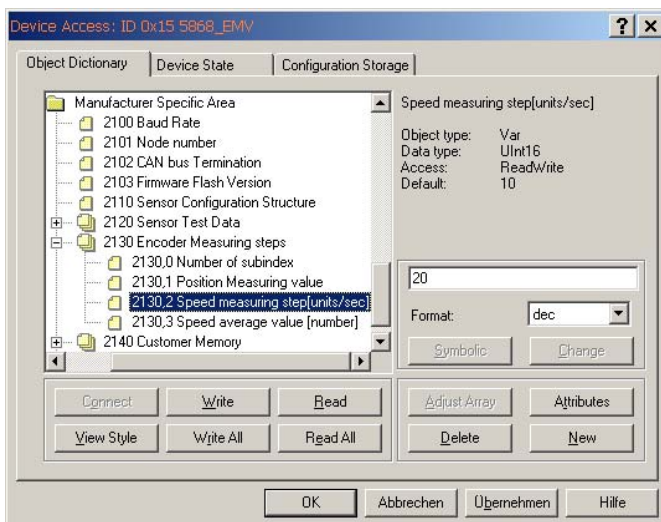 Device Access: ID 0x15 5868_EMV
Object Dictionary
Device State
Configuration Storage
Manufacturer Specific Area
2100 Baud Rate
2101 Node number
2102 CAN bus Termination
2103 Firmware Flash Version
2110 Sensor Configuration Structure
2120 Sensor Test Data
2130 Encoder Measuring steps
2130,0 Number of subindex
2130,1 Position Measuring value
2130,2 Speed measuring step[units/sec]
2130,3 Speed average value [number]
2140 Customer Memory
Speed measuring step[units/sec]
Object type: Var
Data type: UInt16
Access: ReadWrite
Default: 10
20
Format: dec
Symbolic
Change
Connect
Write
Read
View Style
Write All
Read All
Adjust Array
Attributes
Delete
New
OK
Abbrechen
Übernehmen
Hilfe